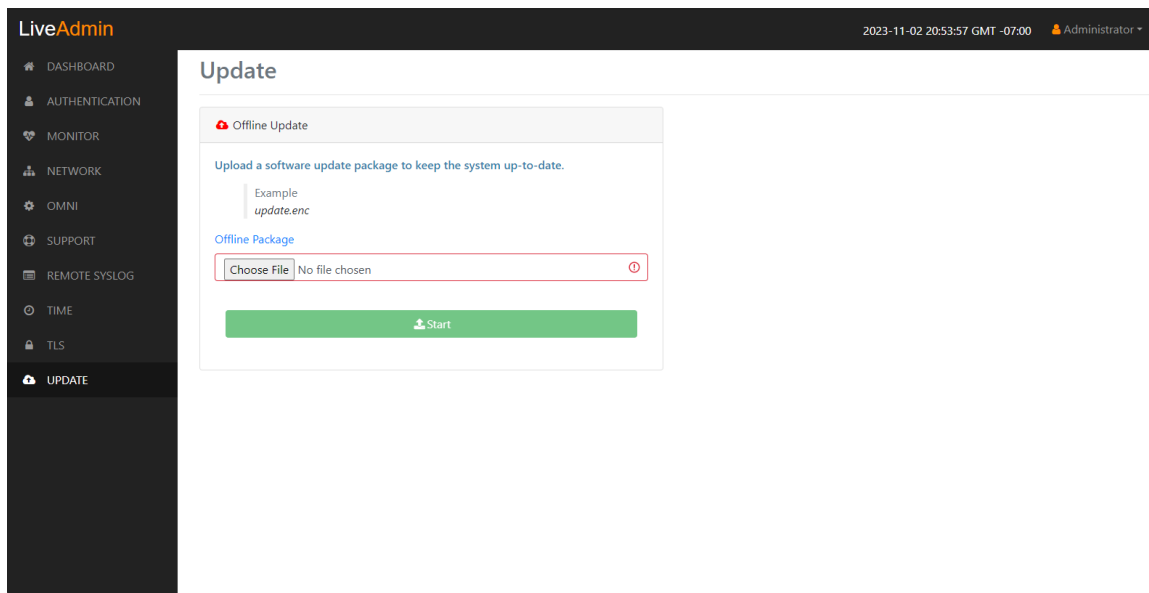 LiveAdmin
2023-11-02 20:53:57 GMT -07:00
Administrator
DASHBOARD
AUTHENTICATION
MONITOR
NETWORK
OMNI
SUPPORT
REMOTE SYSLOG
TIME
TLS
UPDATE
Update
Offline Update
Upload a software update package to keep the system up-to-date.
Example
update.enc
Offline Package
Choose File No file chosen
Start